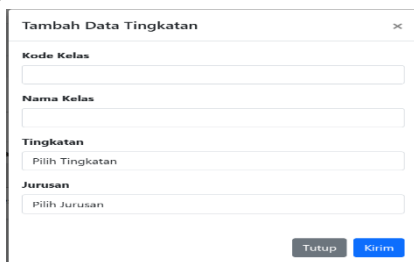 Tambah Data Tingkatan ×
Kode Kelas
Nama Kelas
Tingkatan
Pilih Tingkatan
Jurusan
Pilih Jurusan
Tutup Kirim